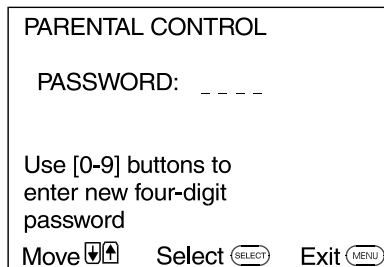 PARENTAL CONTROL
PASSWORD: _ _ _ _
Use [0-9] buttons to
enter new four-digit
password
Move Select SELECT Exit MENU